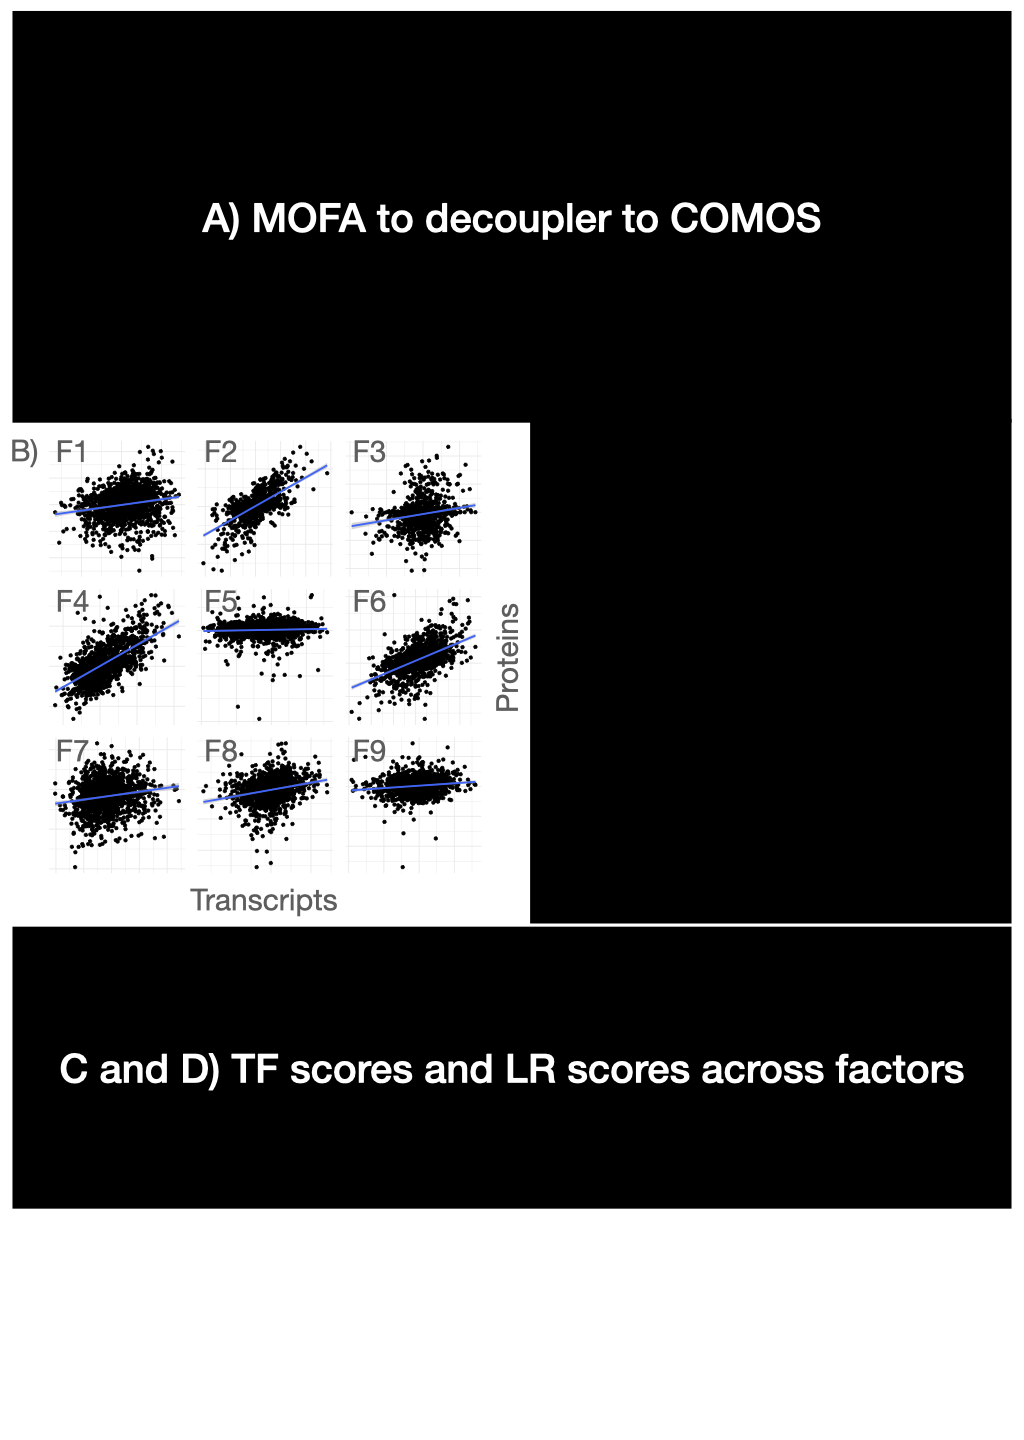 A) MOFA to decoupler to COMOS
B)
F1 F2 F3
F4 F5 F6
Proteins
F7 F8 F9
Transcripts
C and D) TF scores and LR scores across factors